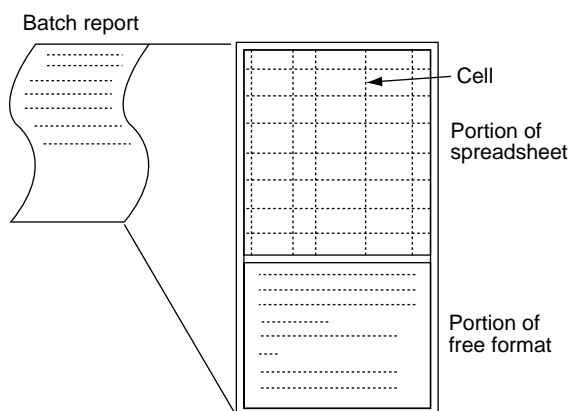 Batch report
Cell
Portion of
spreadsheet
Portion of
free format